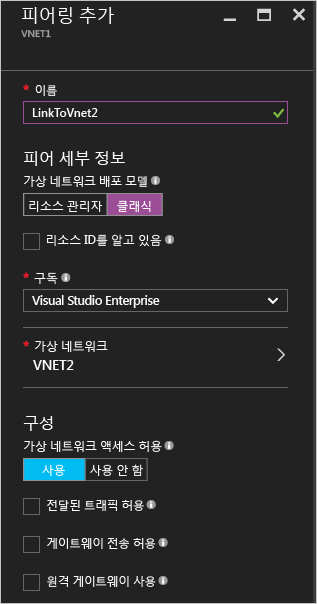 피어링 추가
VNET1
* 이름
LinkToVnet2
피어 세부 정보
가상 네트워크 배포 모델
리소스 관리자 클래식
리소스 ID를 알고 있음
* 구독
Visual Studio Enterprise
* 가상 네트워크
VNET2
구성
가상 네트워크 액세스 허용
사용 사용 안 함
전달된 트래픽 허용
게이트웨이 전송 허용
원격 게이트웨이 사용